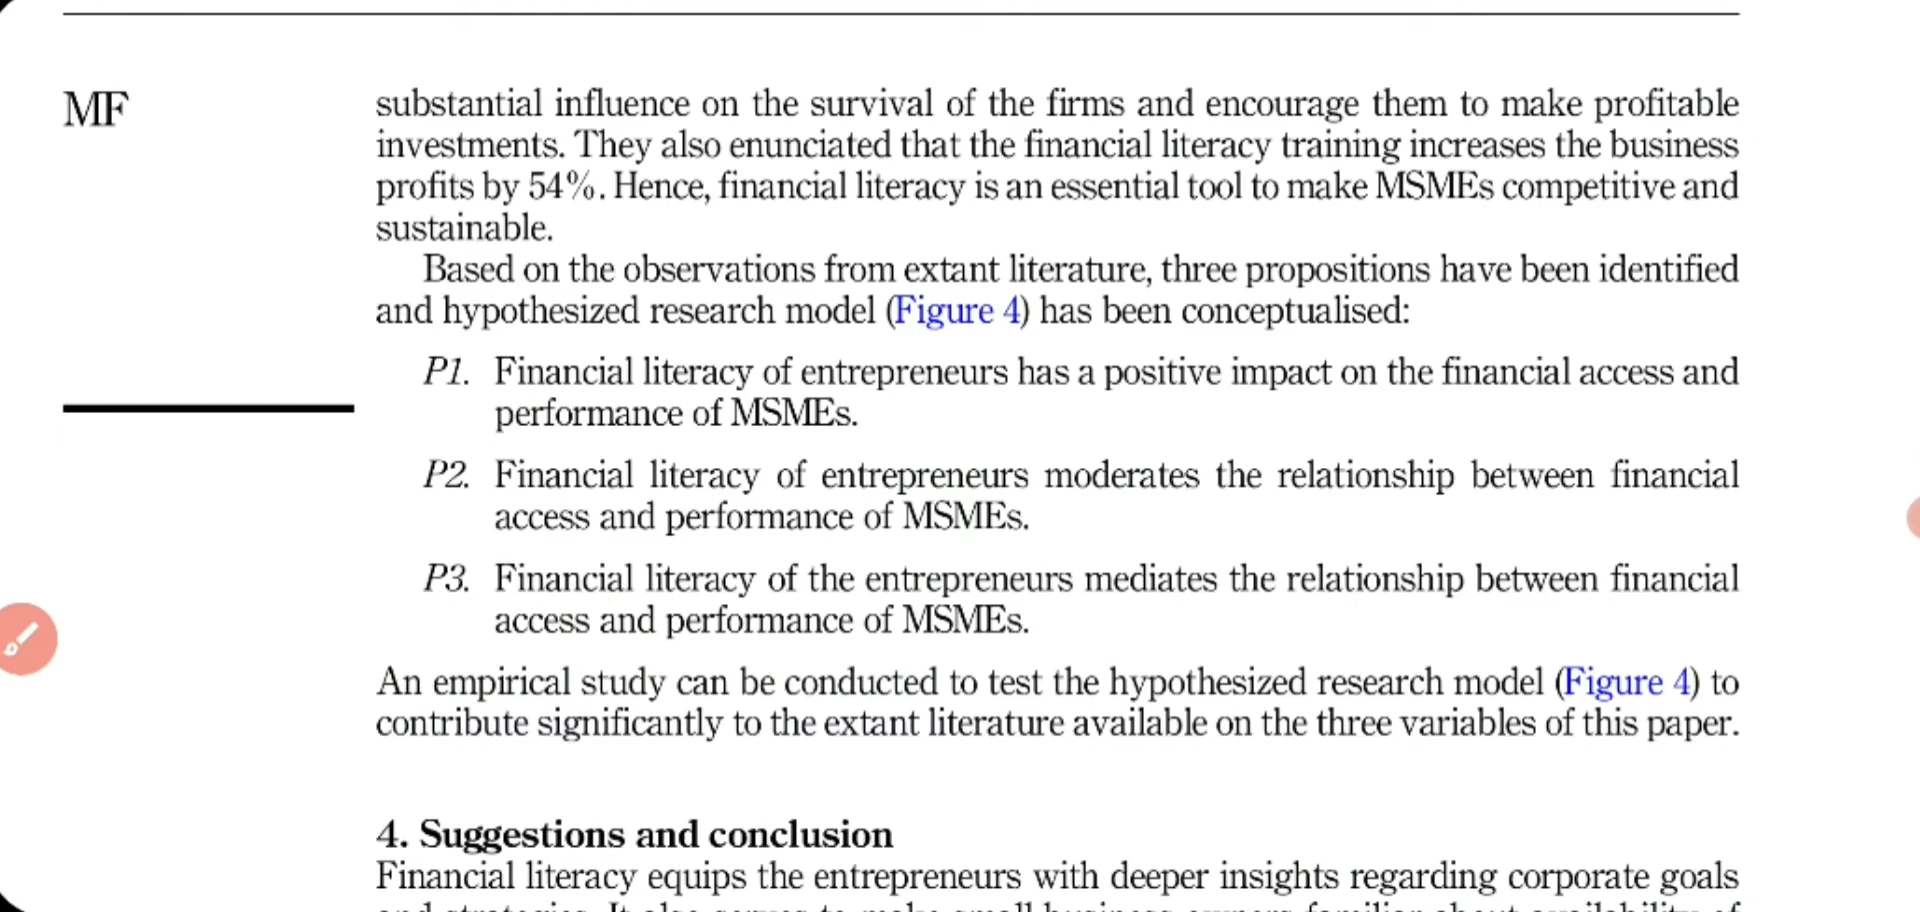 MF
substantial influence on the survival of the firms and encourage them to make profitable
investments. They also enunciated that the financial literacy training increases the business
profits by 54%. Hence, financial literacy is an essential tool to make MSMEs competitive and
sustainable.
Based on the observations from extant literature, three propositions have been identified
and hypothesized research model (Figure 4) has been conceptualised:
P1. Financial literacy of entrepreneurs has a positive impact on the financial access and
performance of MSMEs.
P2. Financial literacy of entrepreneurs moderates the relationship between financial
access and performance of MSMEs.
P3. Financial literacy of the entrepreneurs mediates the relationship between financial
access and performance of MSMEs.
An empirical study can be conducted to test the hypothesized research model (Figure 4) to
contribute significantly to the extant literature available on the three variables of this paper.
4. Suggestions and conclusion
Financial literacy equips the entrepreneurs with deeper insights regarding corporate goals